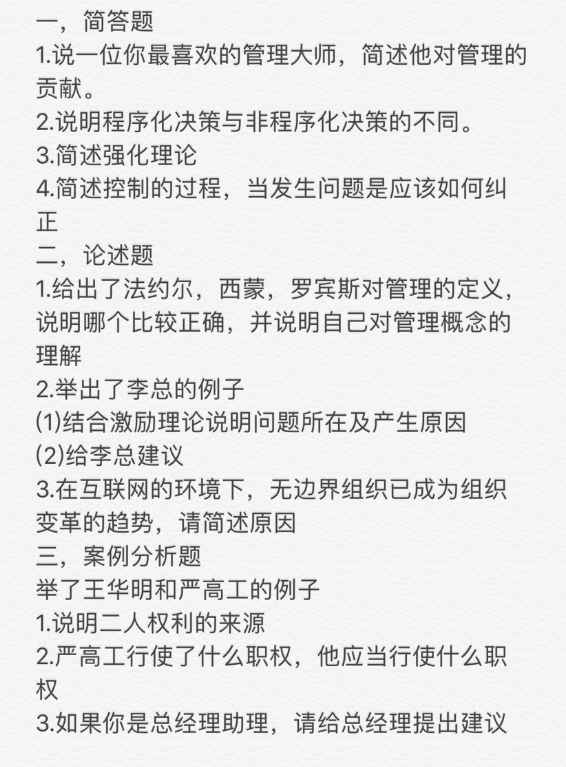 一，简答题
1.说一位你最喜欢的管理大师，简述他对管理的
贡献。
2.说明程序化决策与非程序化决策的不同。
3.简述强化理论
4.简述控制的过程，当发生问题是应该如何纠
正
二，论述题
1.给出了法约尔，西蒙，罗宾斯对管理的定义，
说明哪个比较正确，并说明自己对管理概念的
理解
2.举出了李总的例子
(1)结合激励理论说明问题所在及产生原因
(2)给李总建议
3.在互联网的环境下，无边界组织已成为组织
变革的趋势，请简述原因
三，案例分析题
举了王华明和严高工的例子
1.说明二人权利的来源
2.严高工行使了什么职权，他应当行使什么职
权
3.如果你是总经理助理，请给总经理提出建议